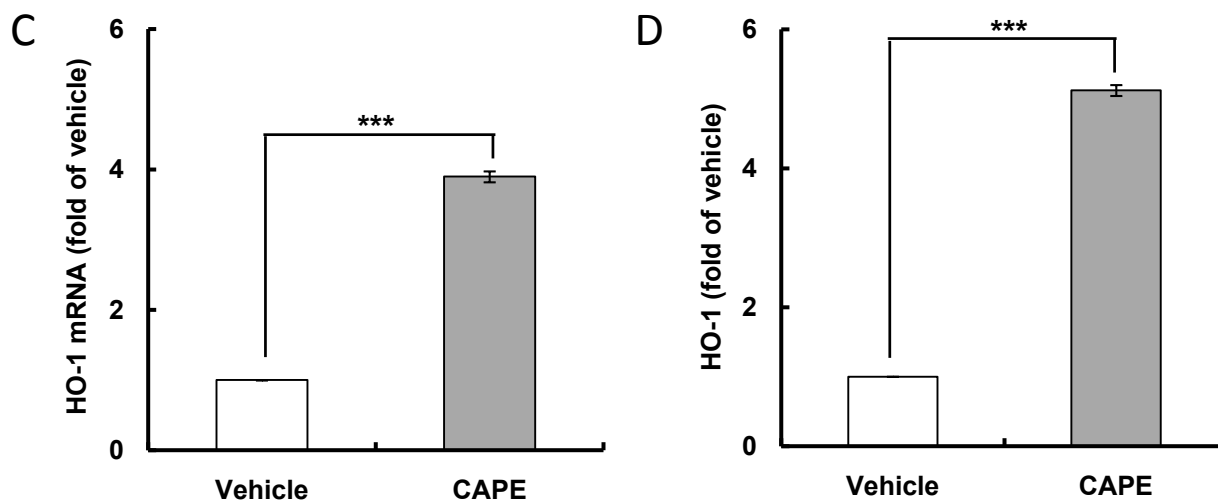 C
HO-1 mRNA (fold of vehicle)
6
4
2
0
***
Vehicle
CAPE
D
HO-1 (fold of vehicle)
6
4
2
0
***
Vehicle
CAPE